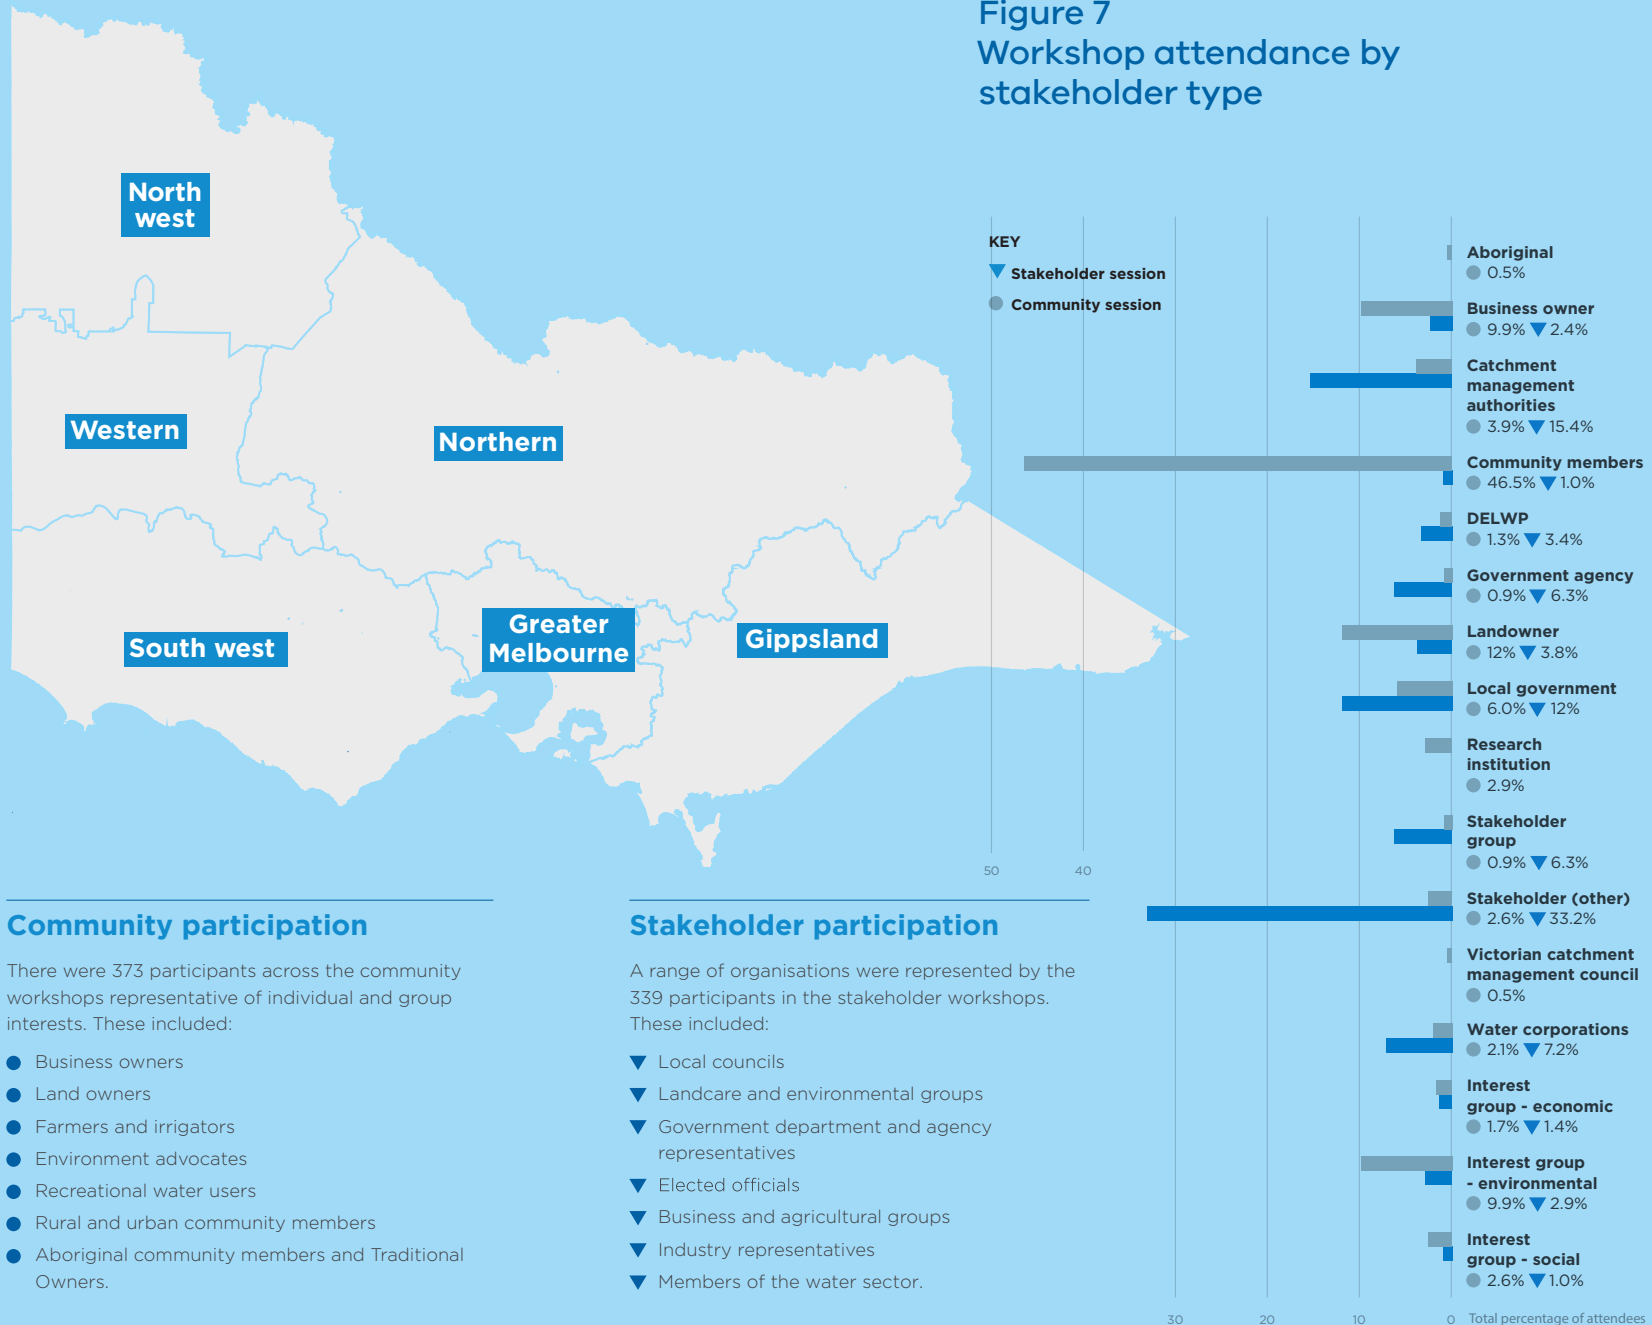 Figure 7
Workshop attendance by
stakeholder type
North
west
Western
Northern
South west
Greater
Melbourne
Gippsland
KEY
▼ Stakeholder session
● Community session
Aboriginal
● 0.5%
Business owner
● 9.9% ▼ 2.4%
Catchment
management
authorities
● 3.9% ▼ 15.4%
Community members
● 46.5% ▼ 1.0%
DELWP
● 1.3% ▼ 3.4%
Government agency
● 0.9% ▼ 6.3%
Landowner
● 12% ▼ 3.8%
Local government
● 6.0% ▼ 12%
Research
institution
● 2.9%
Stakeholder
group
● 0.9% ▼ 6.3%
Stakeholder (other)
● 2.6% ▼ 33.2%
Victorian catchment
management council
● 0.5%
Water corporations
● 2.1% ▼ 7.2%
Interest
group - economic
● 1.7% ▼ 1.4%
Interest group
- environmental
● 9.9% ▼ 2.9%
Interest
group - social
● 2.6% ▼ 1.0%
50 40
30 20 10 0 Total percentage of attendees
Community participation
There were 373 participants across the community
workshops representative of individual and group
interests. These included:
● Business owners
● Land owners
● Farmers and irrigators
● Environment advocates
● Recreational water users
● Rural and urban community members
● Aboriginal community members and Traditional
Owners.
Stakeholder participation
A range of organisations were represented by the
339 participants in the stakeholder workshops.
These included:
▼ Local councils
▼ Landcare and environmental groups
▼ Government department and agency
representatives
▼ Elected officials
▼ Business and agricultural groups
▼ Industry representatives
▼ Members of the water sector.